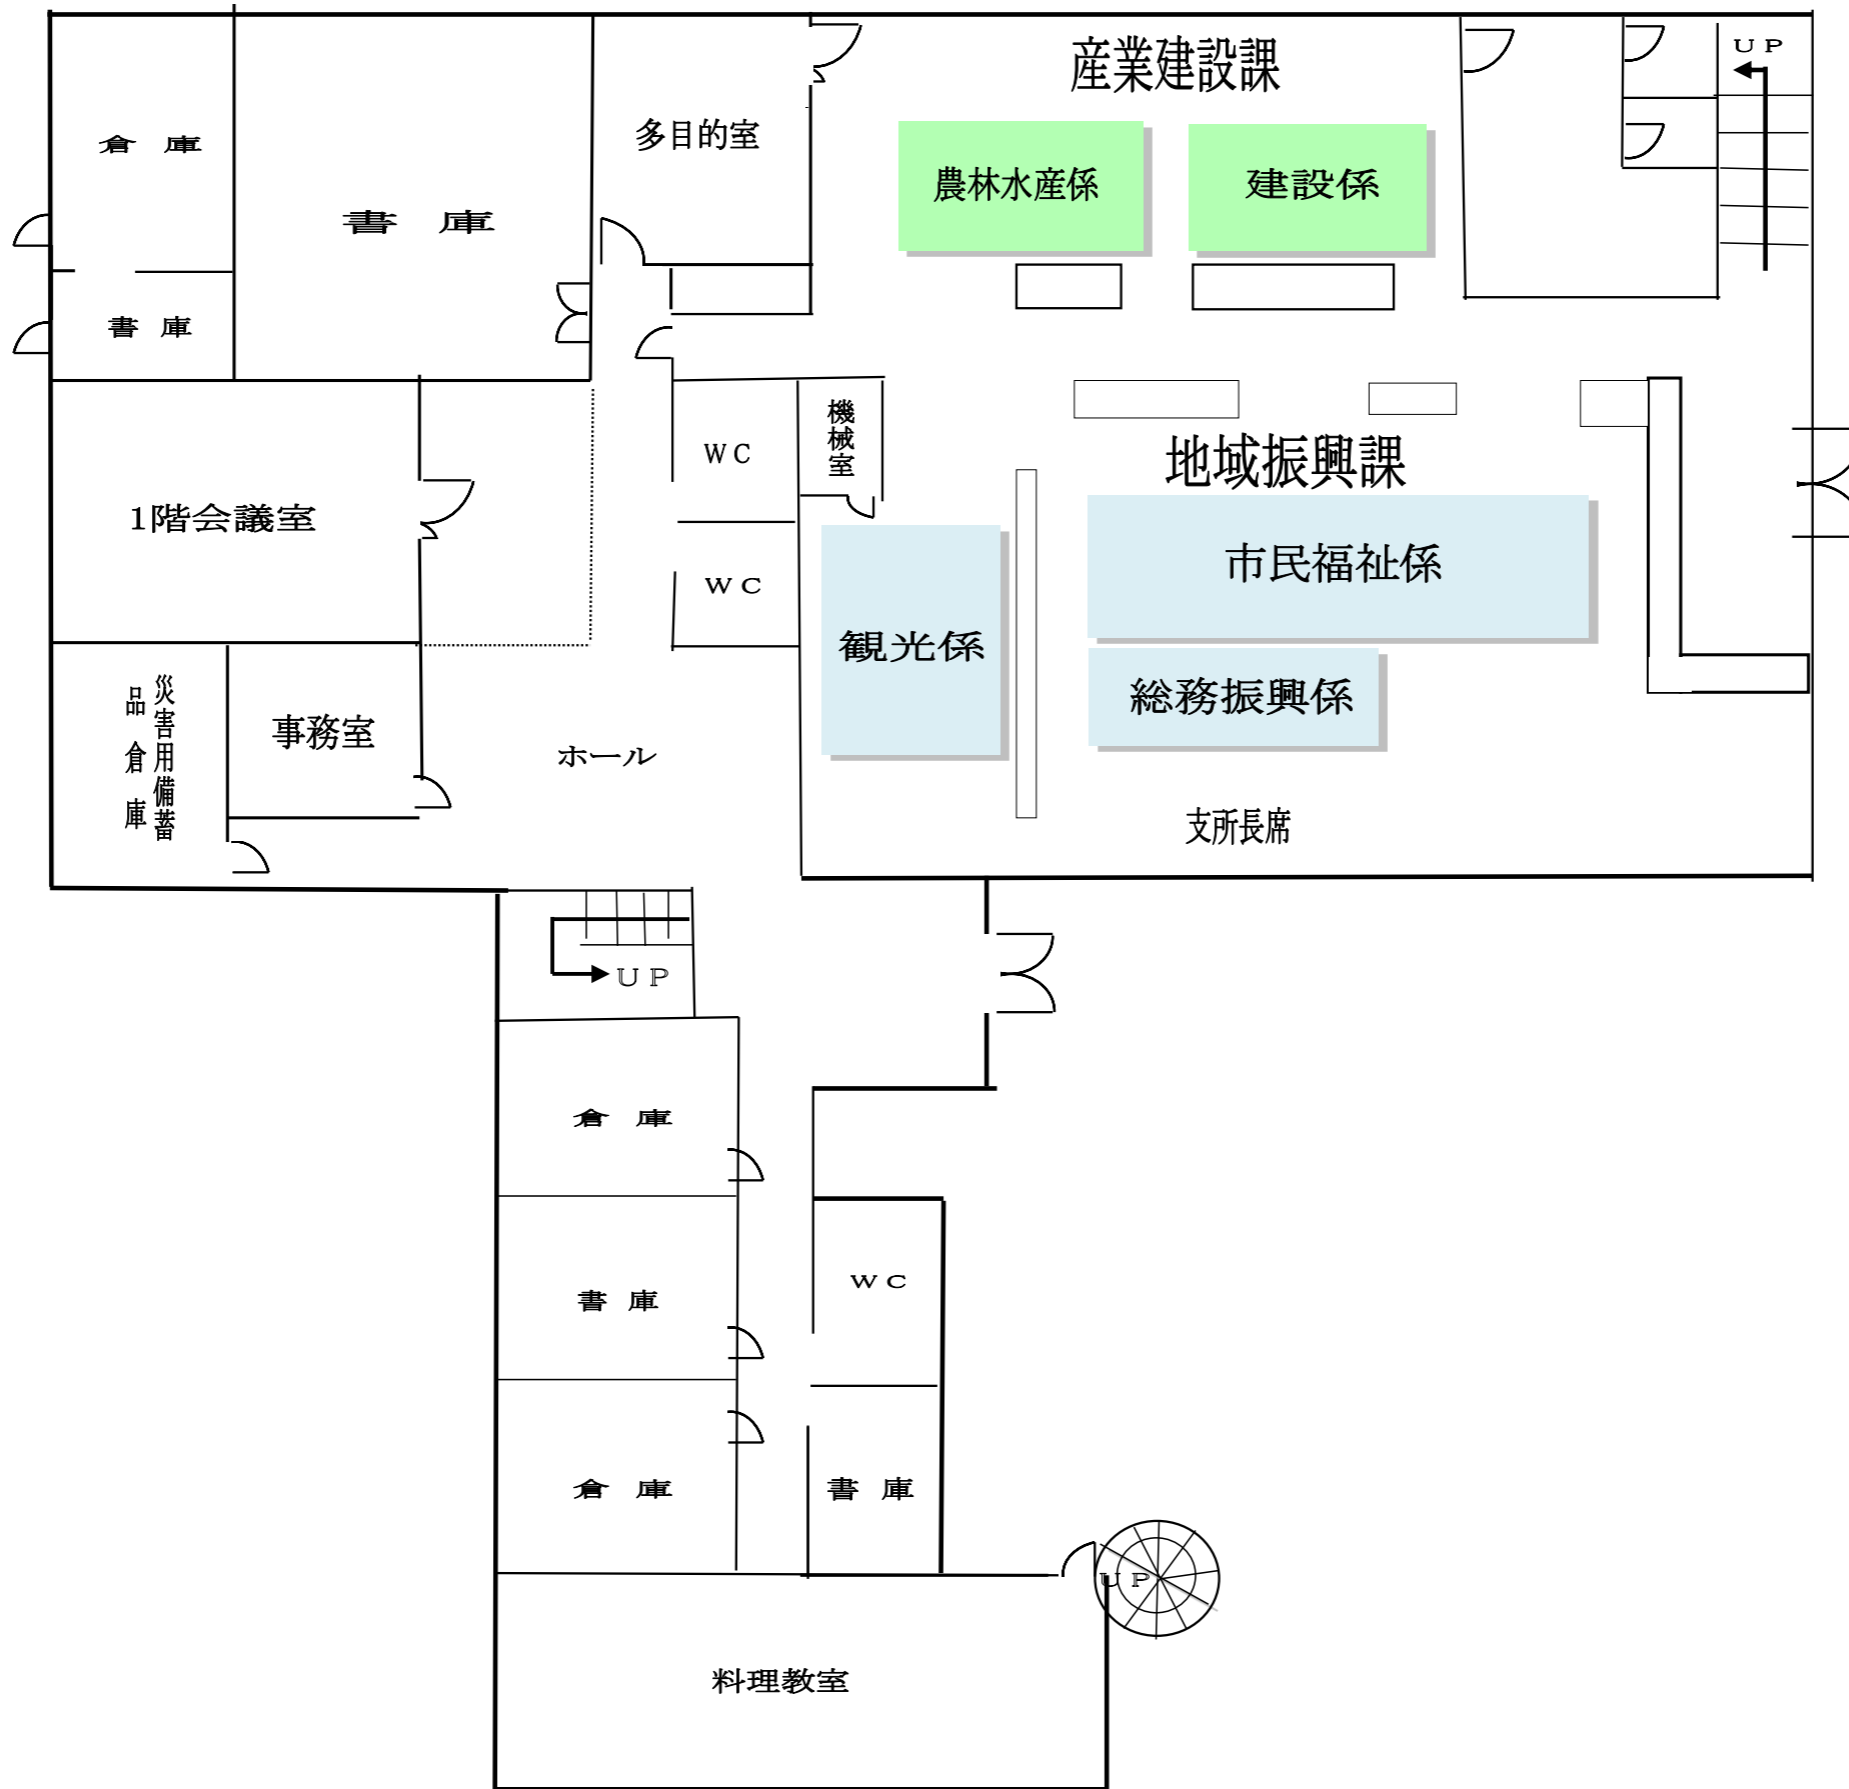 産業建設課
UP
倉 庫
多目的室
農林水産係
建設係
書 庫
書 庫
機械室
WC
地域振興課
1階会議室
市民福祉係
WC
観光係
総務振興係
災害用備蓄
品倉庫
事務室
ホール
支所長席
UP
倉 庫
書 庫
WC
倉 庫
書 庫
UP
料理教室